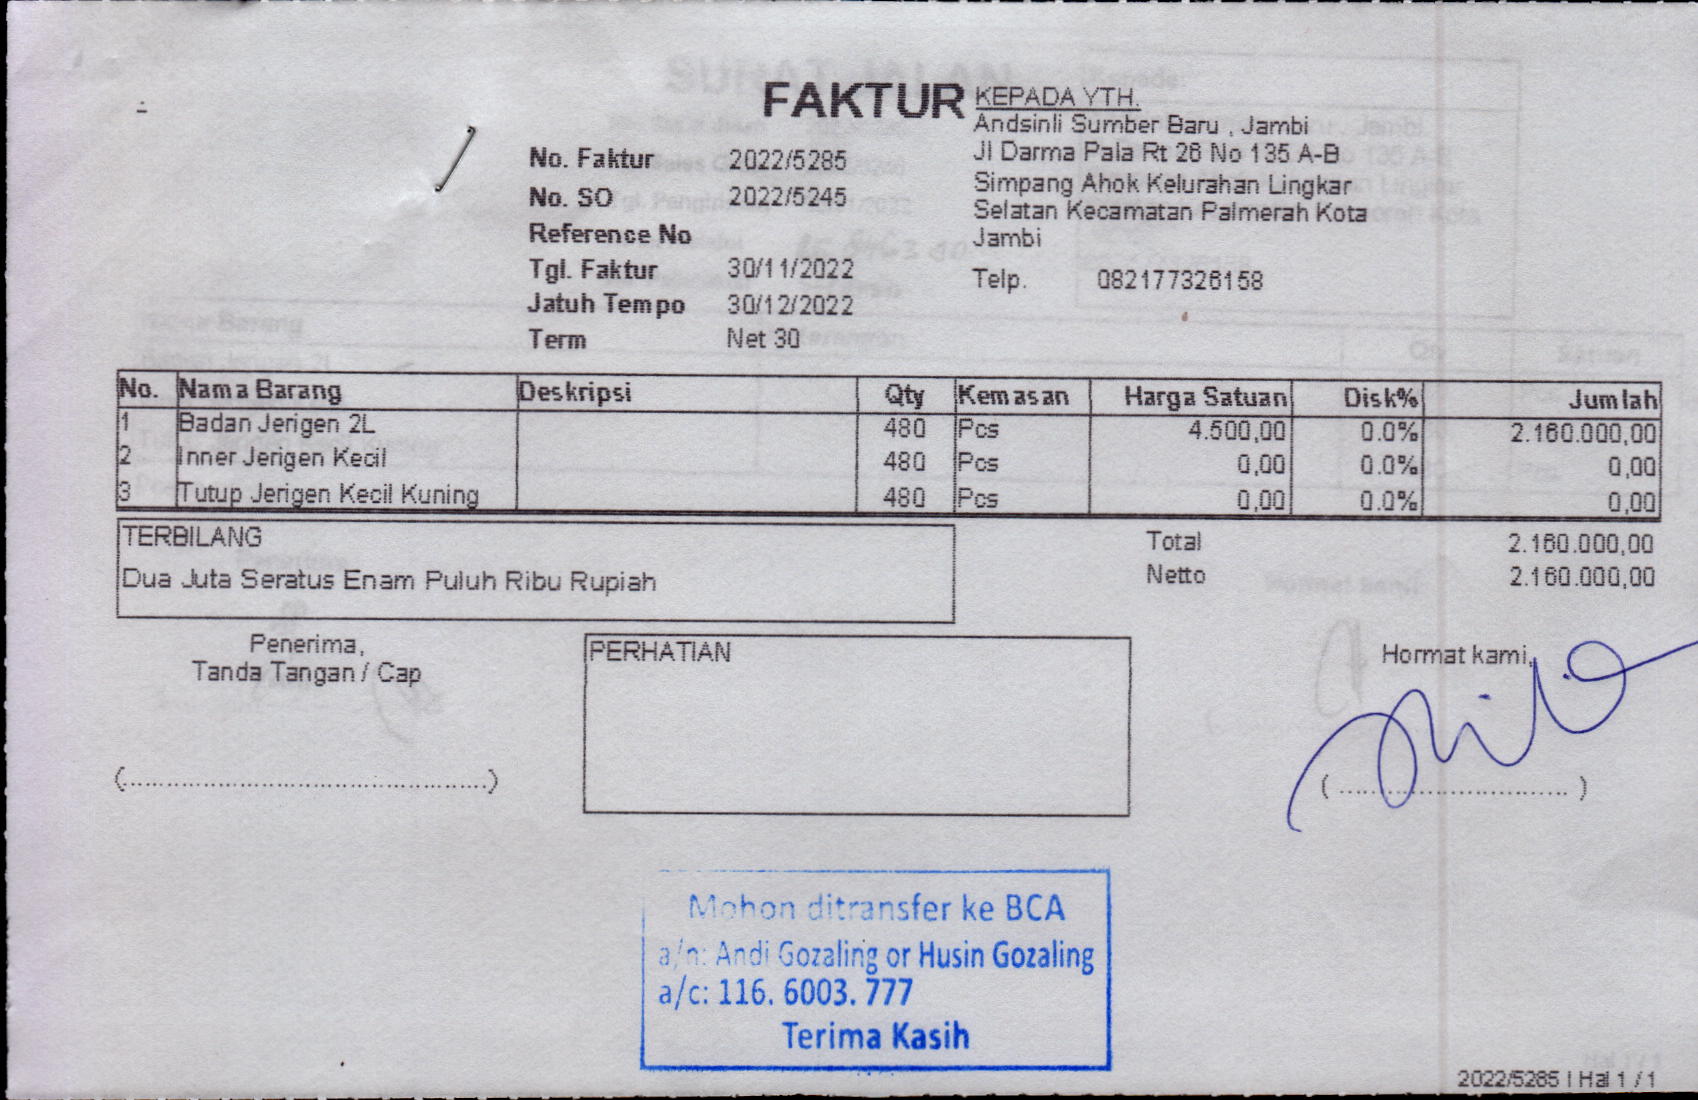 FAKTUR
No. Faktur 2022/5285
No. SO 2022/5245
Reference No
Tgl. Faktur 30/11/2022
Jatuh Tempo 30/12/2022
Term Net 30
KEPADA YTH.
Andsinli Sumber Baru , Jambi
Jl Darma Pala Rt 26 No 135 A-B
Simpang Ahok Kelurahan Lingkar
Selatan Kecamatan Palmerah Kota
Jambi
Telp. 082177326158
No. Nama Barang Deskripsi Qty Kemasan Harga Satuan Disk% Jumlah
1 Badan Jerigen 2L 480 Pcs 4.500,00 0.0% 2.160.000,00
2 Inner Jerigen Kecil 480 Pcs 0,00 0.0% 0,00
3 Tutup Jerigen Kecil Kuning 480 Pcs 0,00 0.0% 0,00
TERBILANG
Dua Juta Seratus Enam Puluh Ribu Rupiah
Total 2.160.000,00
Netto 2.160.000,00
Penerima,
Tanda Tangan / Cap
(..................................................)
PERHATIAN
Hormat kami,
( ................................ )
Mohon ditransfer ke BCA
a/n: Andi Gozaling or Husin Gozaling
a/c: 116. 6003. 777
Terima Kasih
2022/5285 | Hal 1 / 1